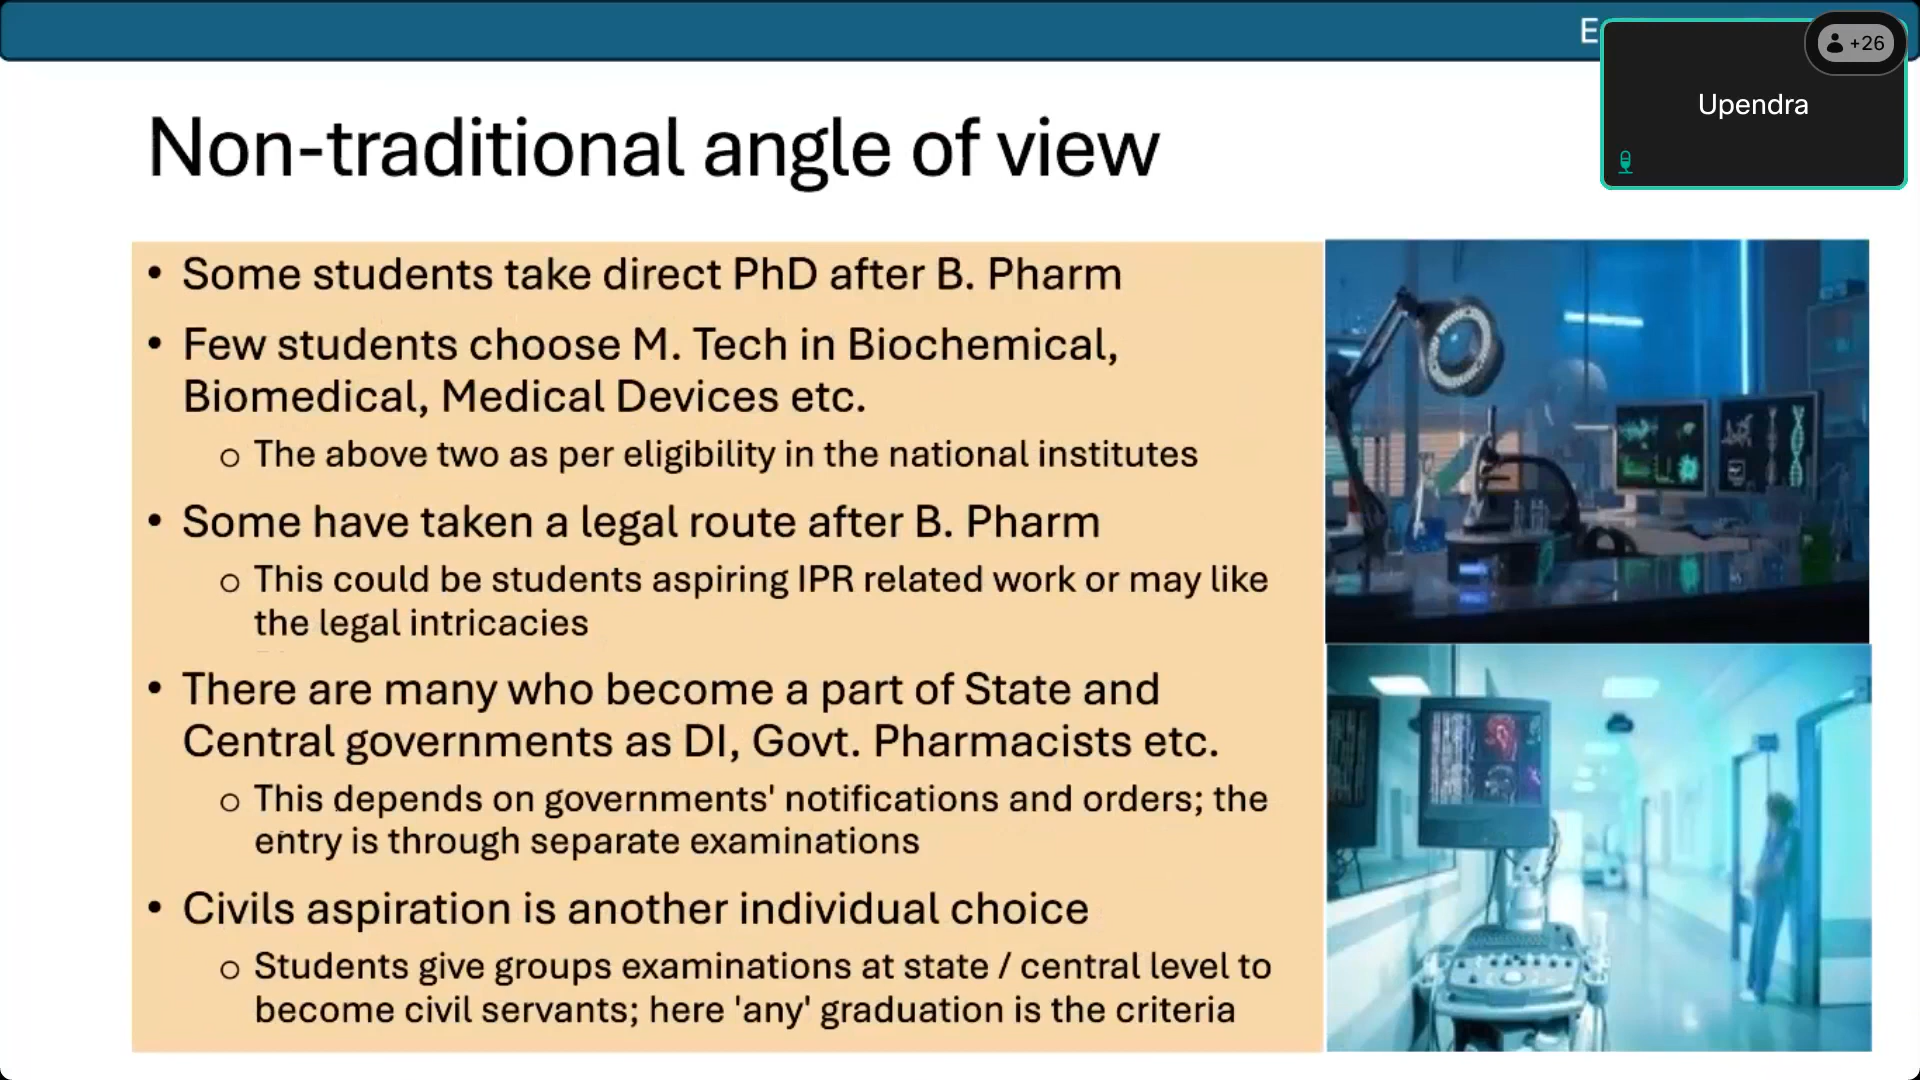 +26
Upendra
Non-traditional angle of view
• Some students take direct PhD after B. Pharm
• Few students choose M. Tech in Biochemical,
Biomedical, Medical Devices etc.
o The above two as per eligibility in the national institutes
• Some have taken a legal route after B. Pharm
o This could be students aspiring IPR related work or may like
the legal intricacies
• There are many who become a part of State and
Central governments as DI, Govt. Pharmacists etc.
o This depends on governments' notifications and orders; the
entry is through separate examinations
• Civils aspiration is another individual choice
o Students give groups examinations at state / central level to
become civil servants; here 'any' graduation is the criteria